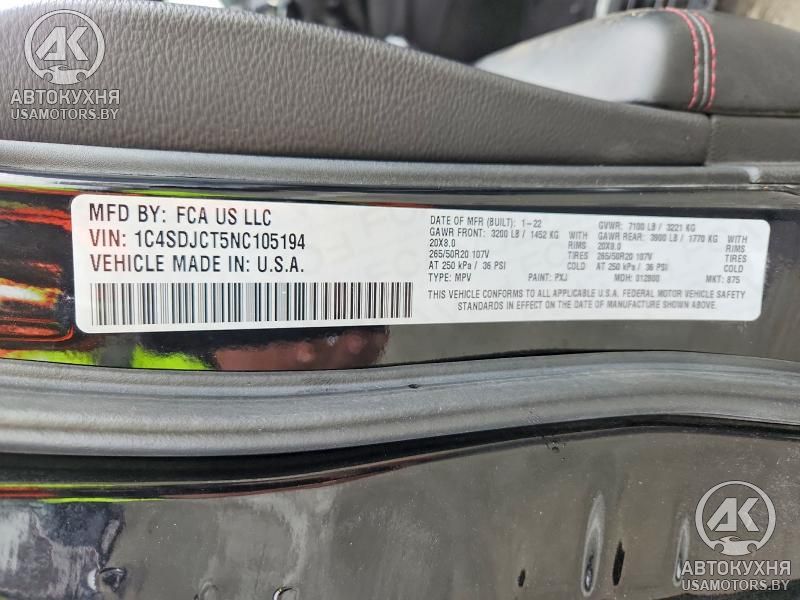 АК
АВТОКУХНЯ
USAMOTORS.BY
MFD BY: FCA US LLC
VIN: 1C4SDJCT5NC105194
VEHICLE MADE IN: U.S.A.
DATE OF MFR (BUILT): 1-22 GVWR: 7100 LB / 3221 KG
GAWR FRONT: 3200 LB / 1452 KG WITH GAWR REAR: 3900 LB / 1770 KG WITH
20X8.0 RIMS 20X8.0 RIMS
265/50R20 107V TIRES 265/50R20 107V TIRES
AT 250 kPa / 36 PSI COLD AT 250 kPa / 36 PSI COLD
TYPE: MPV PAINT: PXJ MDH: 012800 MKT: 875
THIS VEHICLE CONFORMS TO ALL APPLICABLE U.S.A. FEDERAL MOTOR VEHICLE SAFETY
STANDARDS IN EFFECT ON THE DATE OF MANUFACTURE SHOWN ABOVE.
АК
АВТОКУХНЯ
USAMOTORS.BY